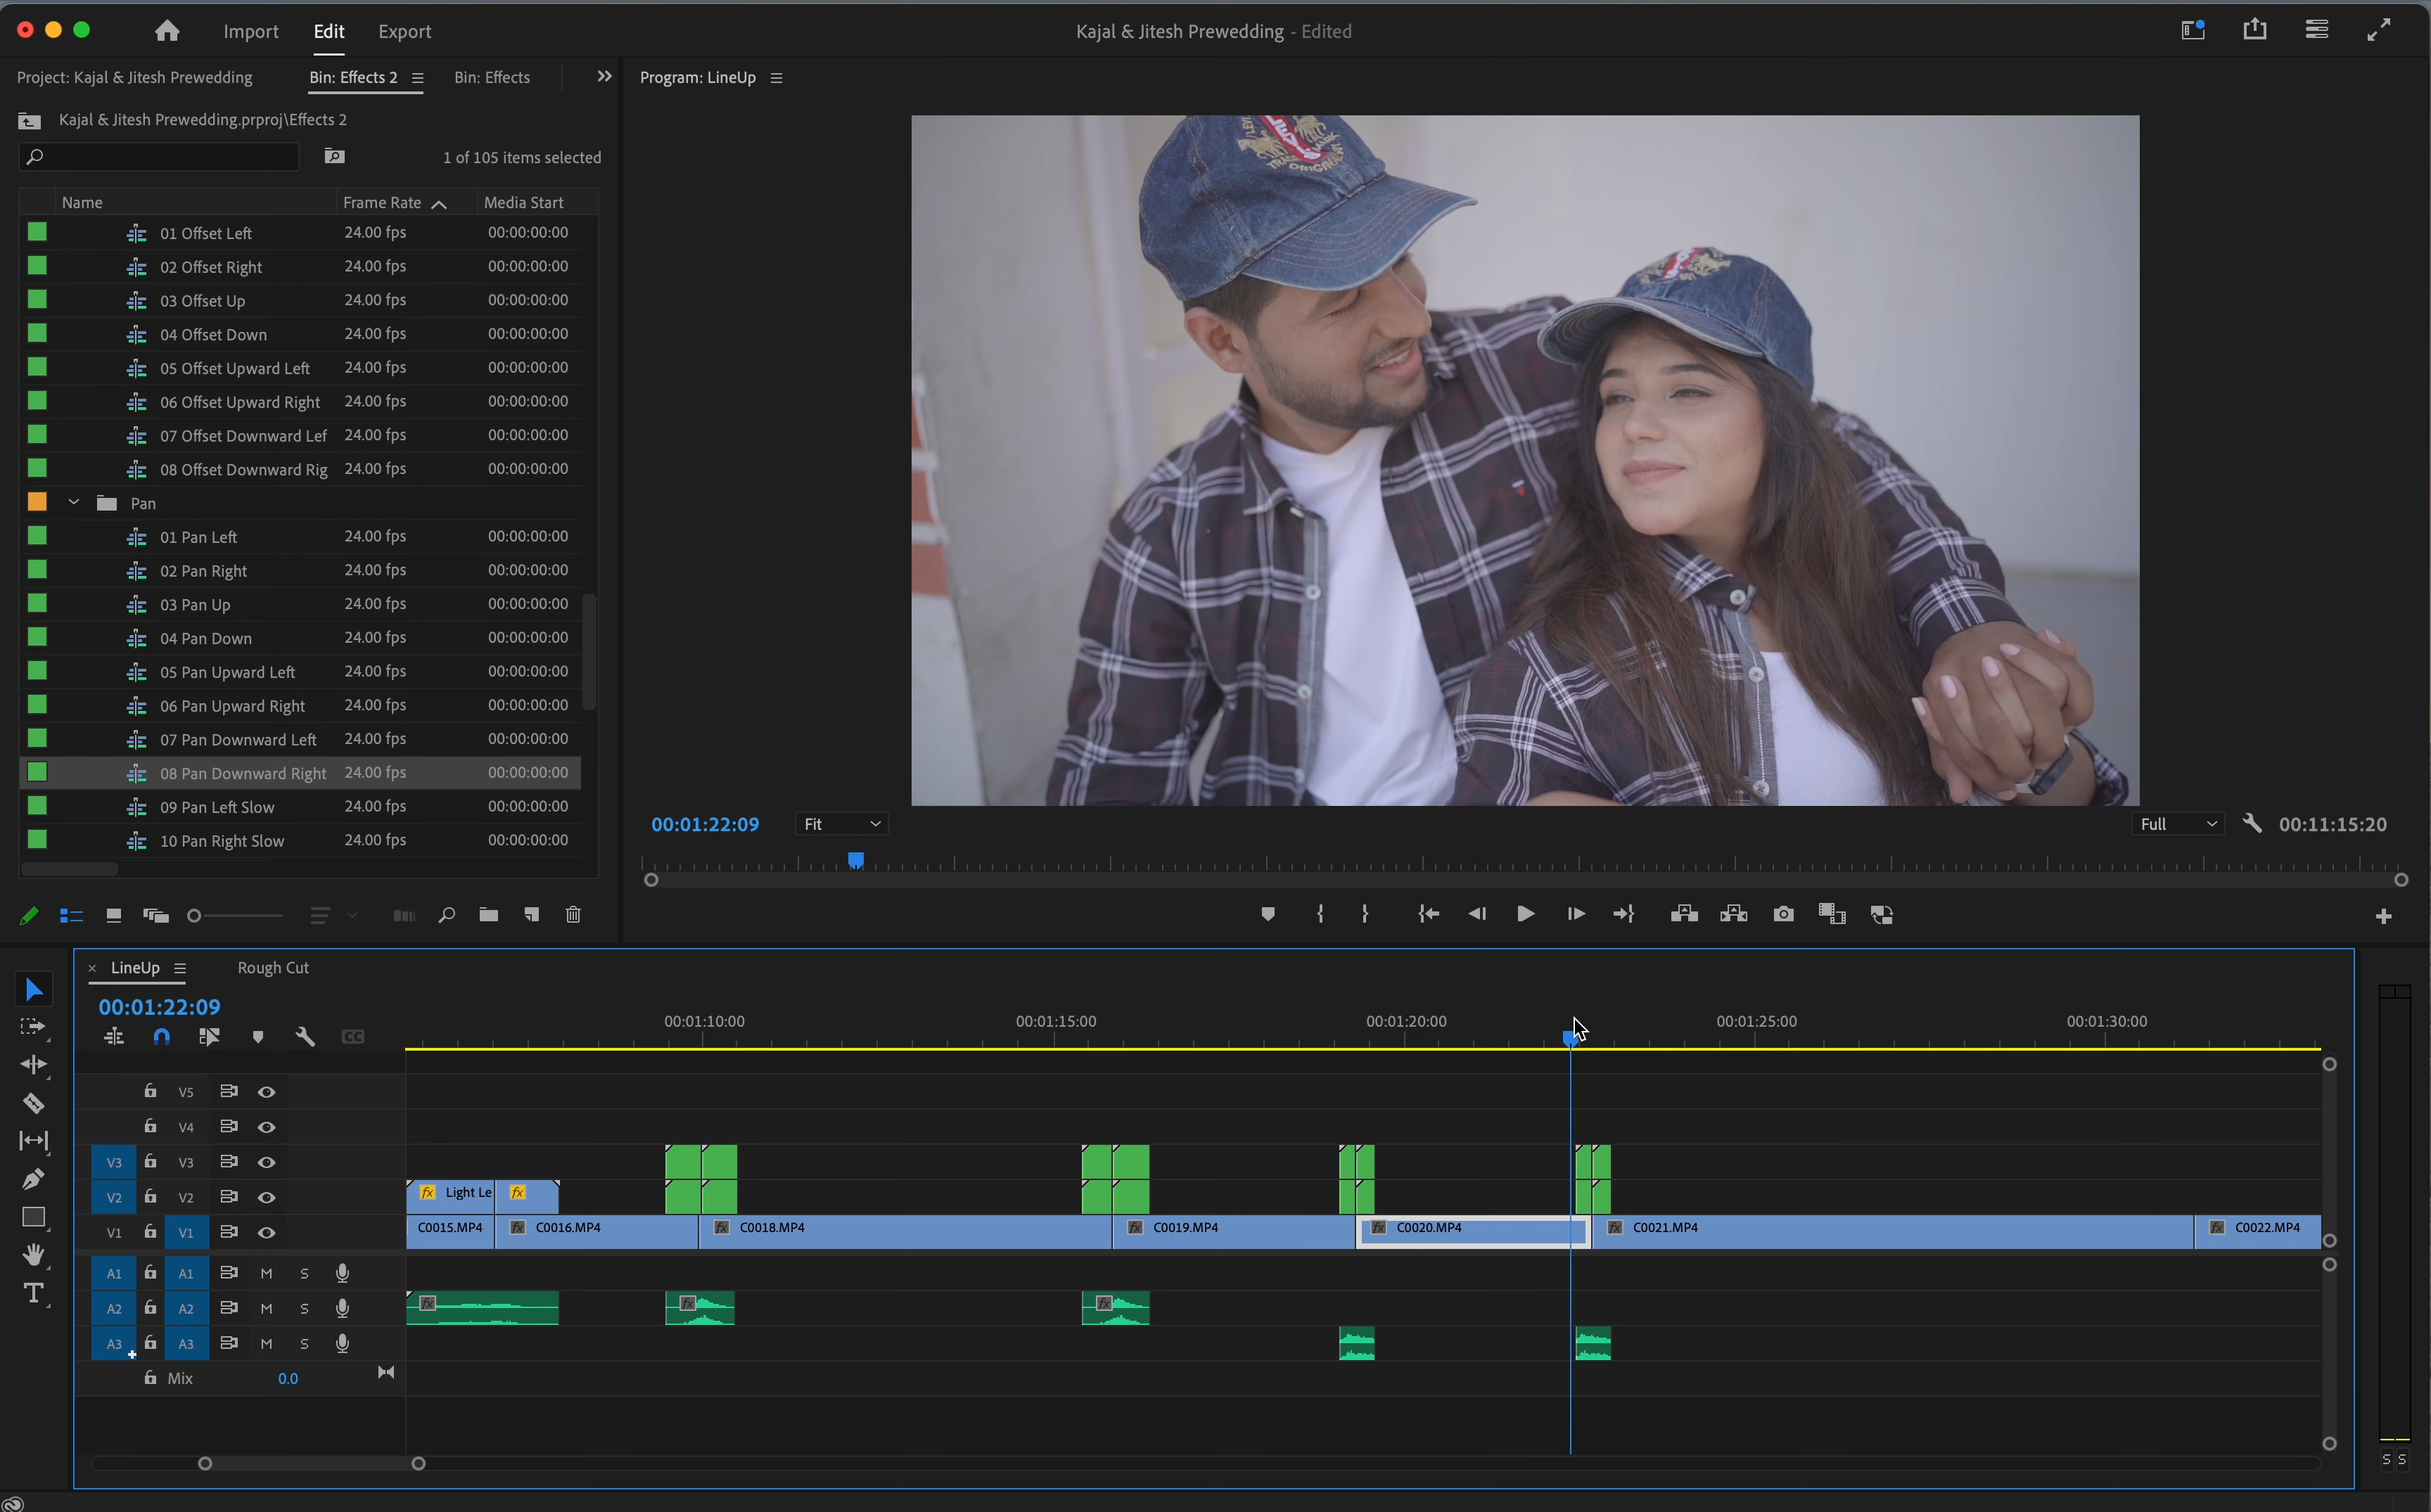 Import Edit Export Kajal & Jitesh Prewedding - Edited
Project: Kajal & Jitesh Prewedding Bin: Effects 2 Bin: Effects
Program: LineUp
Kajal & Jitesh Prewedding.prproj\Effects 2
1 of 105 items selected
Name Frame Rate Media Start
01 Offset Left 24.00 fps 00:00:00:00
02 Offset Right 24.00 fps 00:00:00:00
03 Offset Up 24.00 fps 00:00:00:00
04 Offset Down 24.00 fps 00:00:00:00
05 Offset Upward Left 24.00 fps 00:00:00:00
06 Offset Upward Right 24.00 fps 00:00:00:00
07 Offset Downward Lef 24.00 fps 00:00:00:00
08 Offset Downward Rig 24.00 fps 00:00:00:00
Pan
01 Pan Left 24.00 fps 00:00:00:00
02 Pan Right 24.00 fps 00:00:00:00
03 Pan Up 24.00 fps 00:00:00:00
04 Pan Down 24.00 fps 00:00:00:00
05 Pan Upward Left 24.00 fps 00:00:00:00
06 Pan Upward Right 24.00 fps 00:00:00:00
07 Pan Downward Left 24.00 fps 00:00:00:00
08 Pan Downward Right 24.00 fps 00:00:00:00
09 Pan Left Slow 24.00 fps 00:00:00:00
10 Pan Right Slow 24.00 fps 00:00:00:00
ORIGINAL
00:01:22:09 Fit Full 00:11:15:20
LineUp Rough Cut
00:01:22:09
00:01:10:00 00:01:15:00 00:01:20:00 00:01:25:00 00:01:30:00
CC
V5
V4
V3 V3
V2 V2 fx Light Le fx
V1 V1 C0015.MP4 fx C0016.MP4 fx C0018.MP4 fx C0019.MP4 fx C0020.MP4 fx C0021.MP4 fx C0022.MP4
A1 A1 M S
A2 A2 M S fx fx fx
A3 A3 M S
Mix 0.0
S S